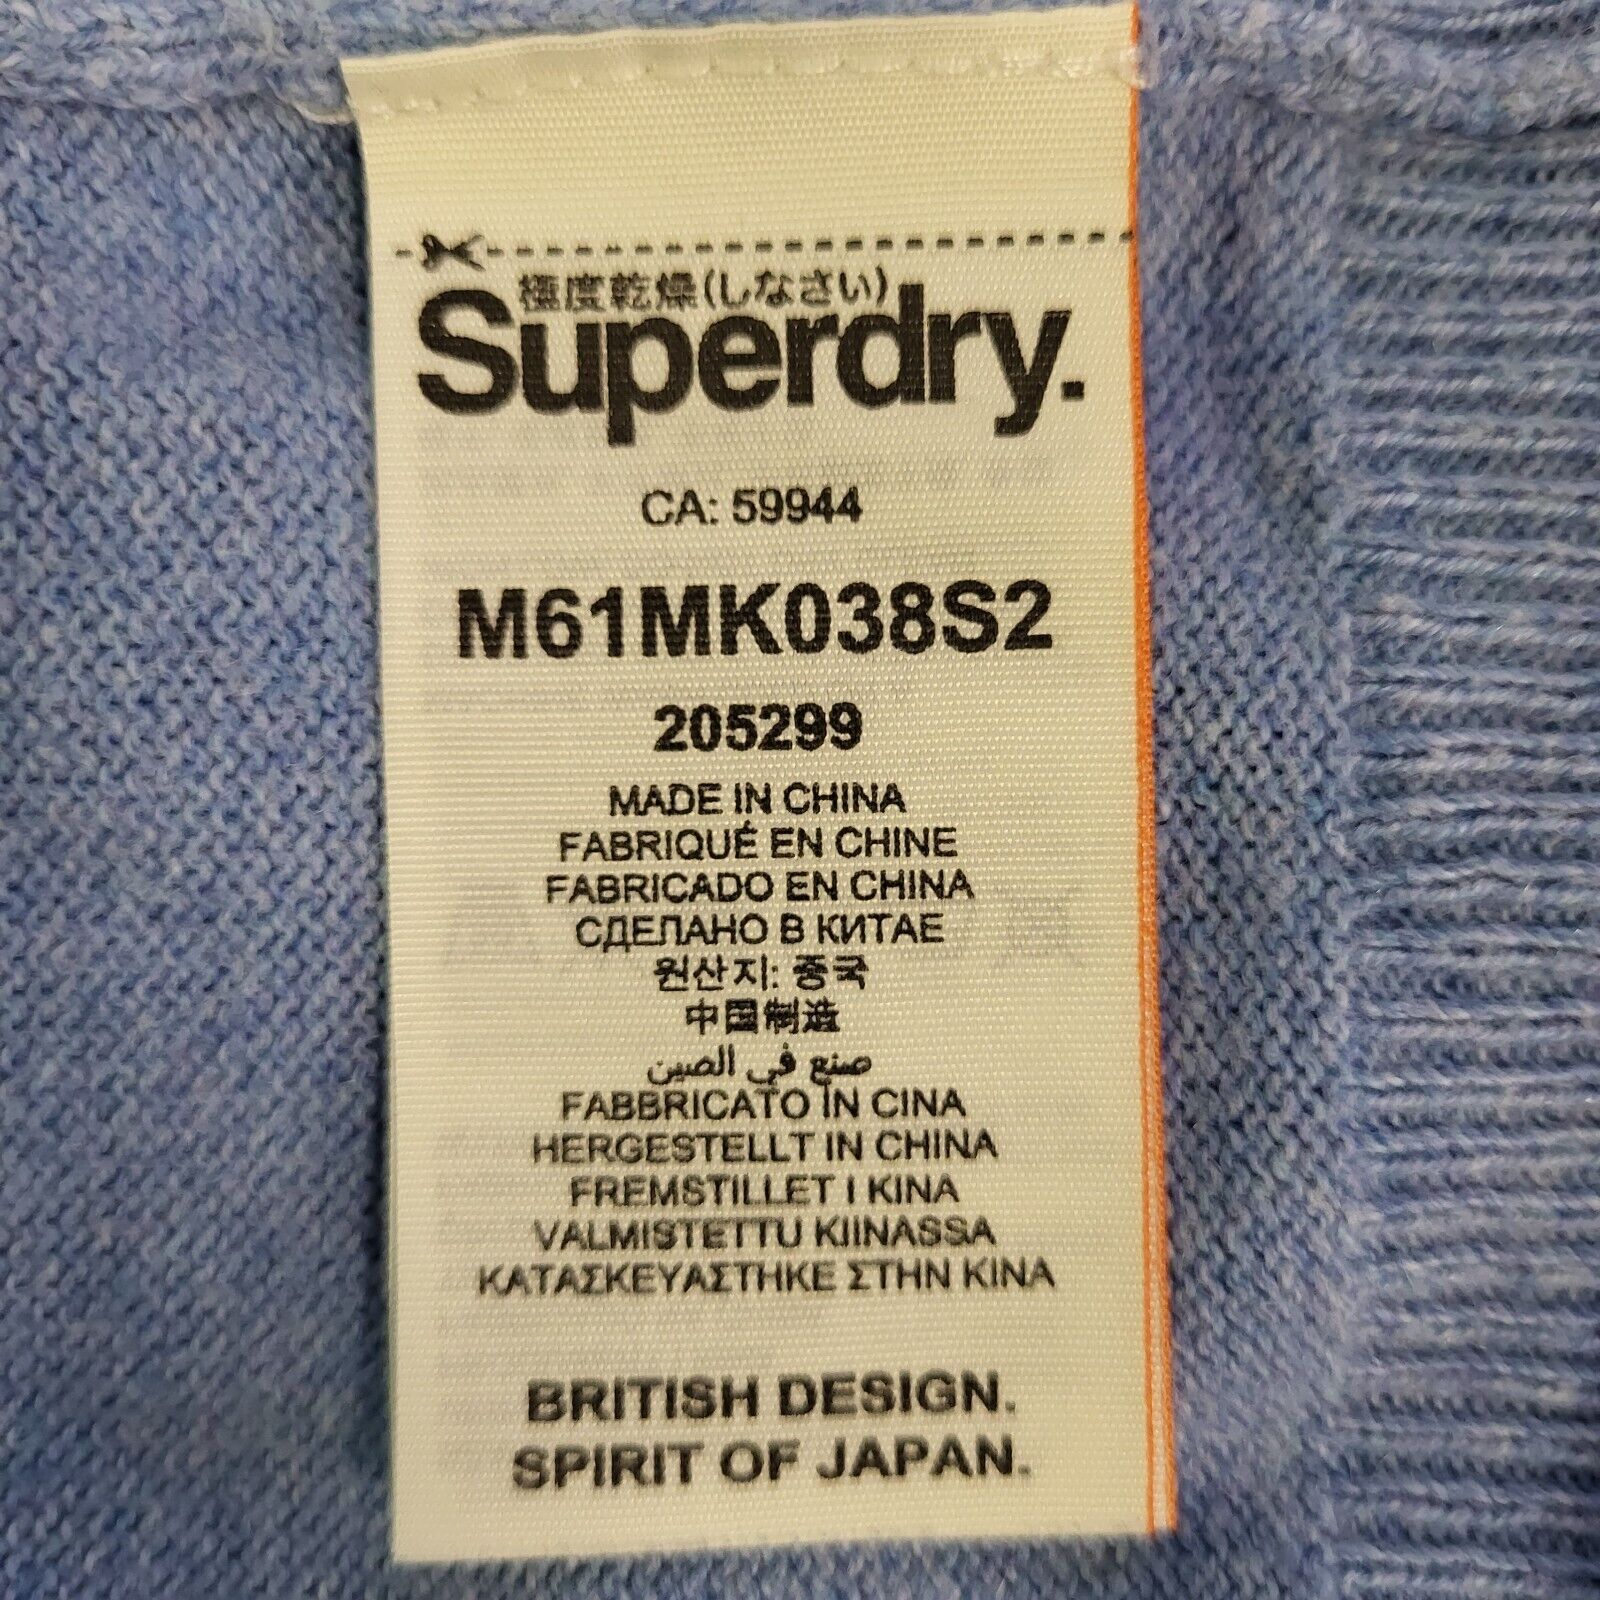 極度乾燥(しなさい)
Superdry.
CA: 59944
M61MK038S2
205299
MADE IN CHINA
FABRIQUÉ EN CHINE
FABRICADO EN CHINA
СДЕЛАНО В КИТАЕ
원산지: 중국
中国制造
صنع في الصين
FABBRICATO IN CINA
HERGESTELLT IN CHINA
FREMSTILLET I KINA
VALMISTETTU KIINASSA
ΚΑΤΑΣΚΕΥΑΣΤΗΚΕ ΣΤΗΝ ΚΙΝΑ
BRITISH DESIGN.
SPIRIT OF JAPAN.